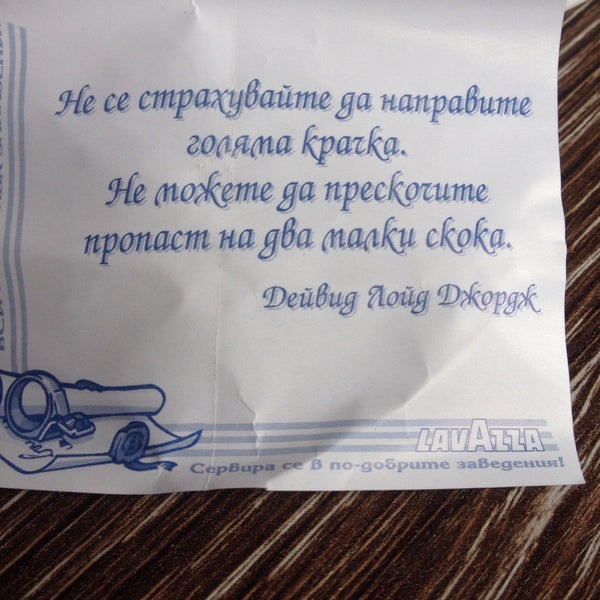 Не се страхувайте да направите
голяма крачка.
Не можете да прескочите
пропаст на два малки скока.
Дейвид Лойд Джордж
LAVAZZA
Сервира се в по-добрите заведения!